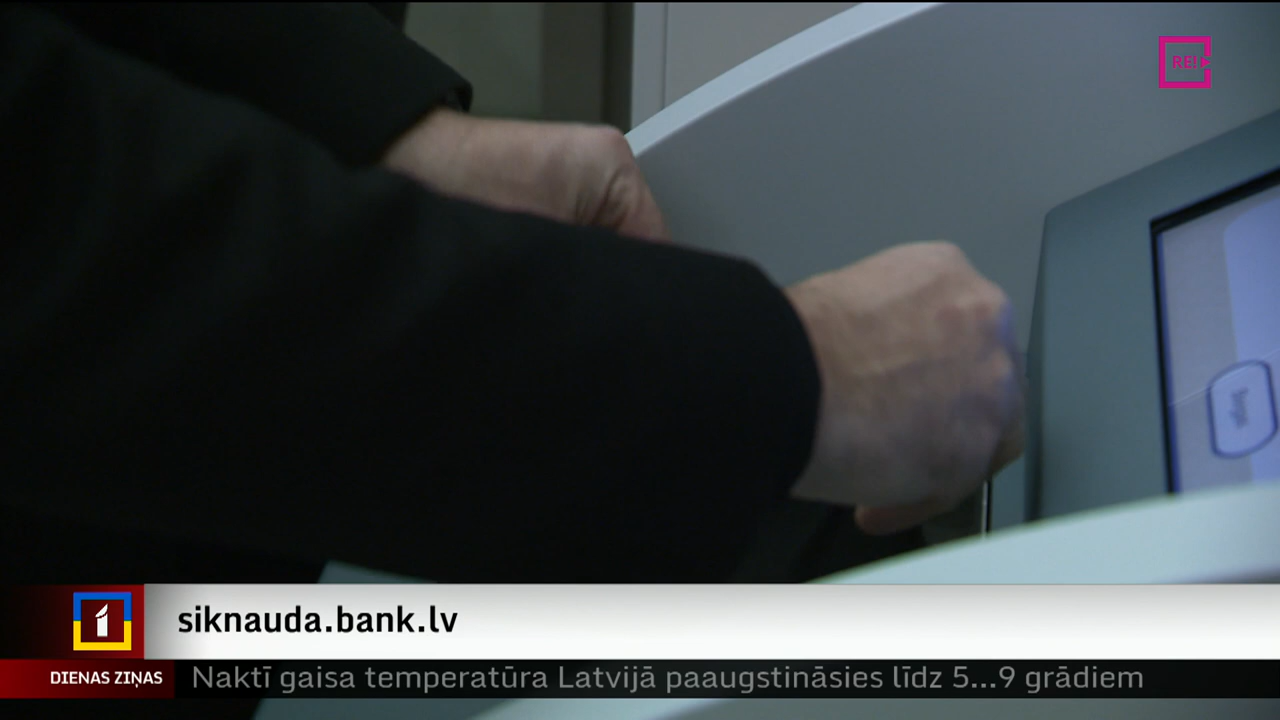 RE!
siknauda.bank.lv
1
DIENAS ZIŅAS
Naktī gaisa temperatūra Latvijā paaugstināsies līdz 5...9 grādiem